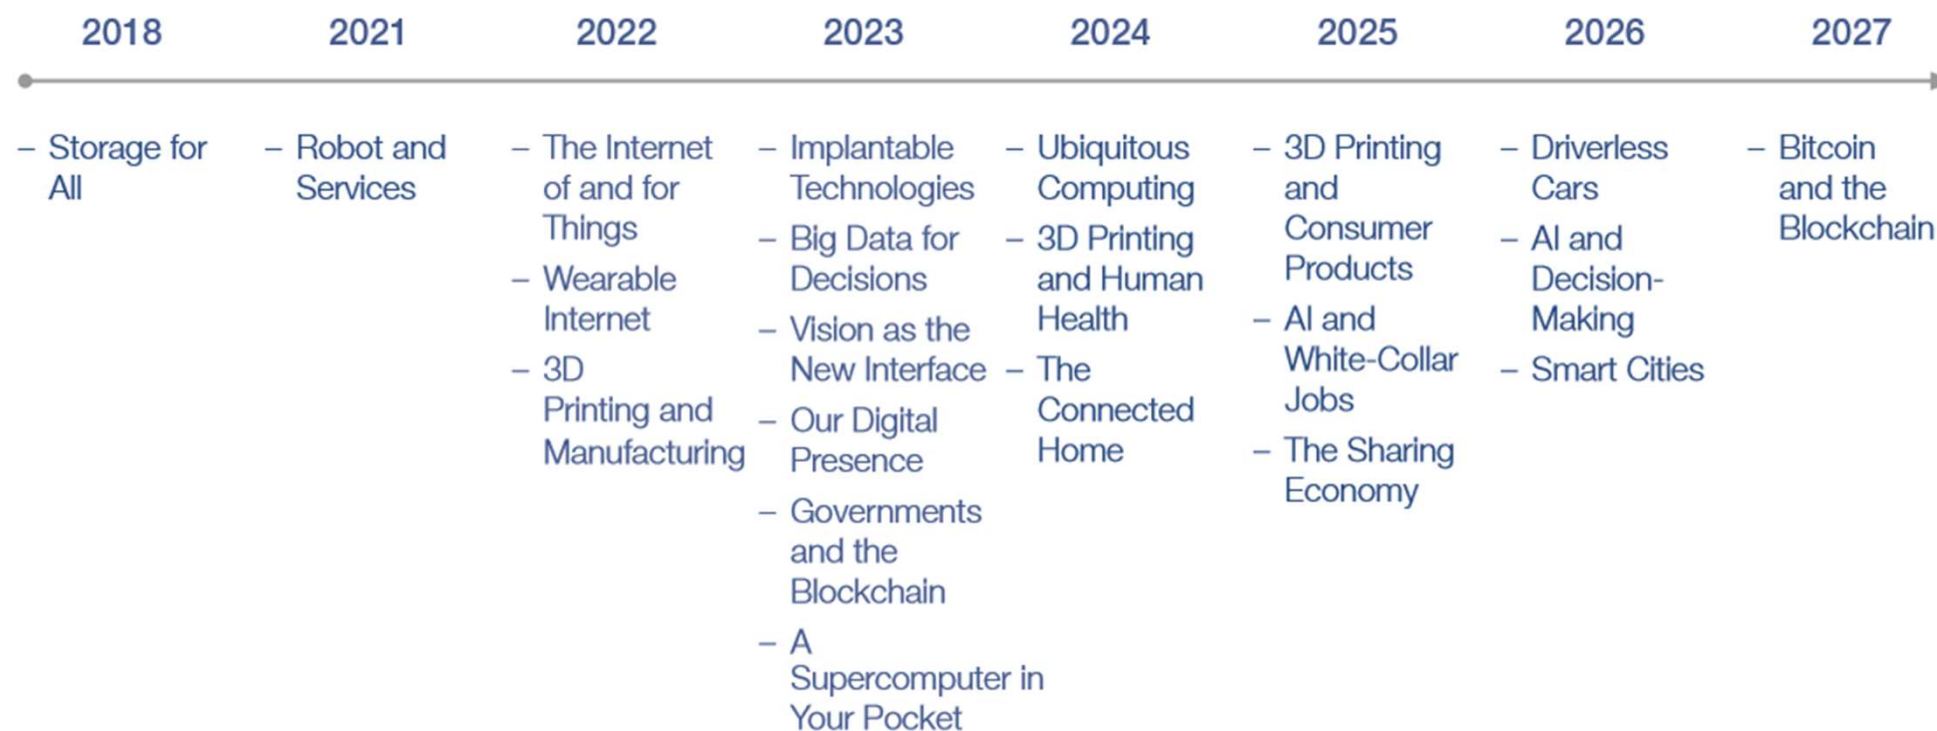 2018 2021 2022 2023 2024 2025 2026 2027
– Storage for
All
– Robot and
Services
– The Internet
of and for
Things
– Wearable
Internet
– 3D
Printing and
Manufacturing
– Implantable
Technologies
– Big Data for
Decisions
– Vision as the
New Interface
– Our Digital
Presence
– Governments
and the
Blockchain
– A
Supercomputer in
Your Pocket
– Ubiquitous
Computing
– 3D Printing
and Human
Health
– The
Connected
Home
– 3D Printing
and
Consumer
Products
– AI and
White-Collar
Jobs
– The Sharing
Economy
– Driverless
Cars
– AI and
Decision-
Making
– Smart Cities
– Bitcoin
and the
Blockchain